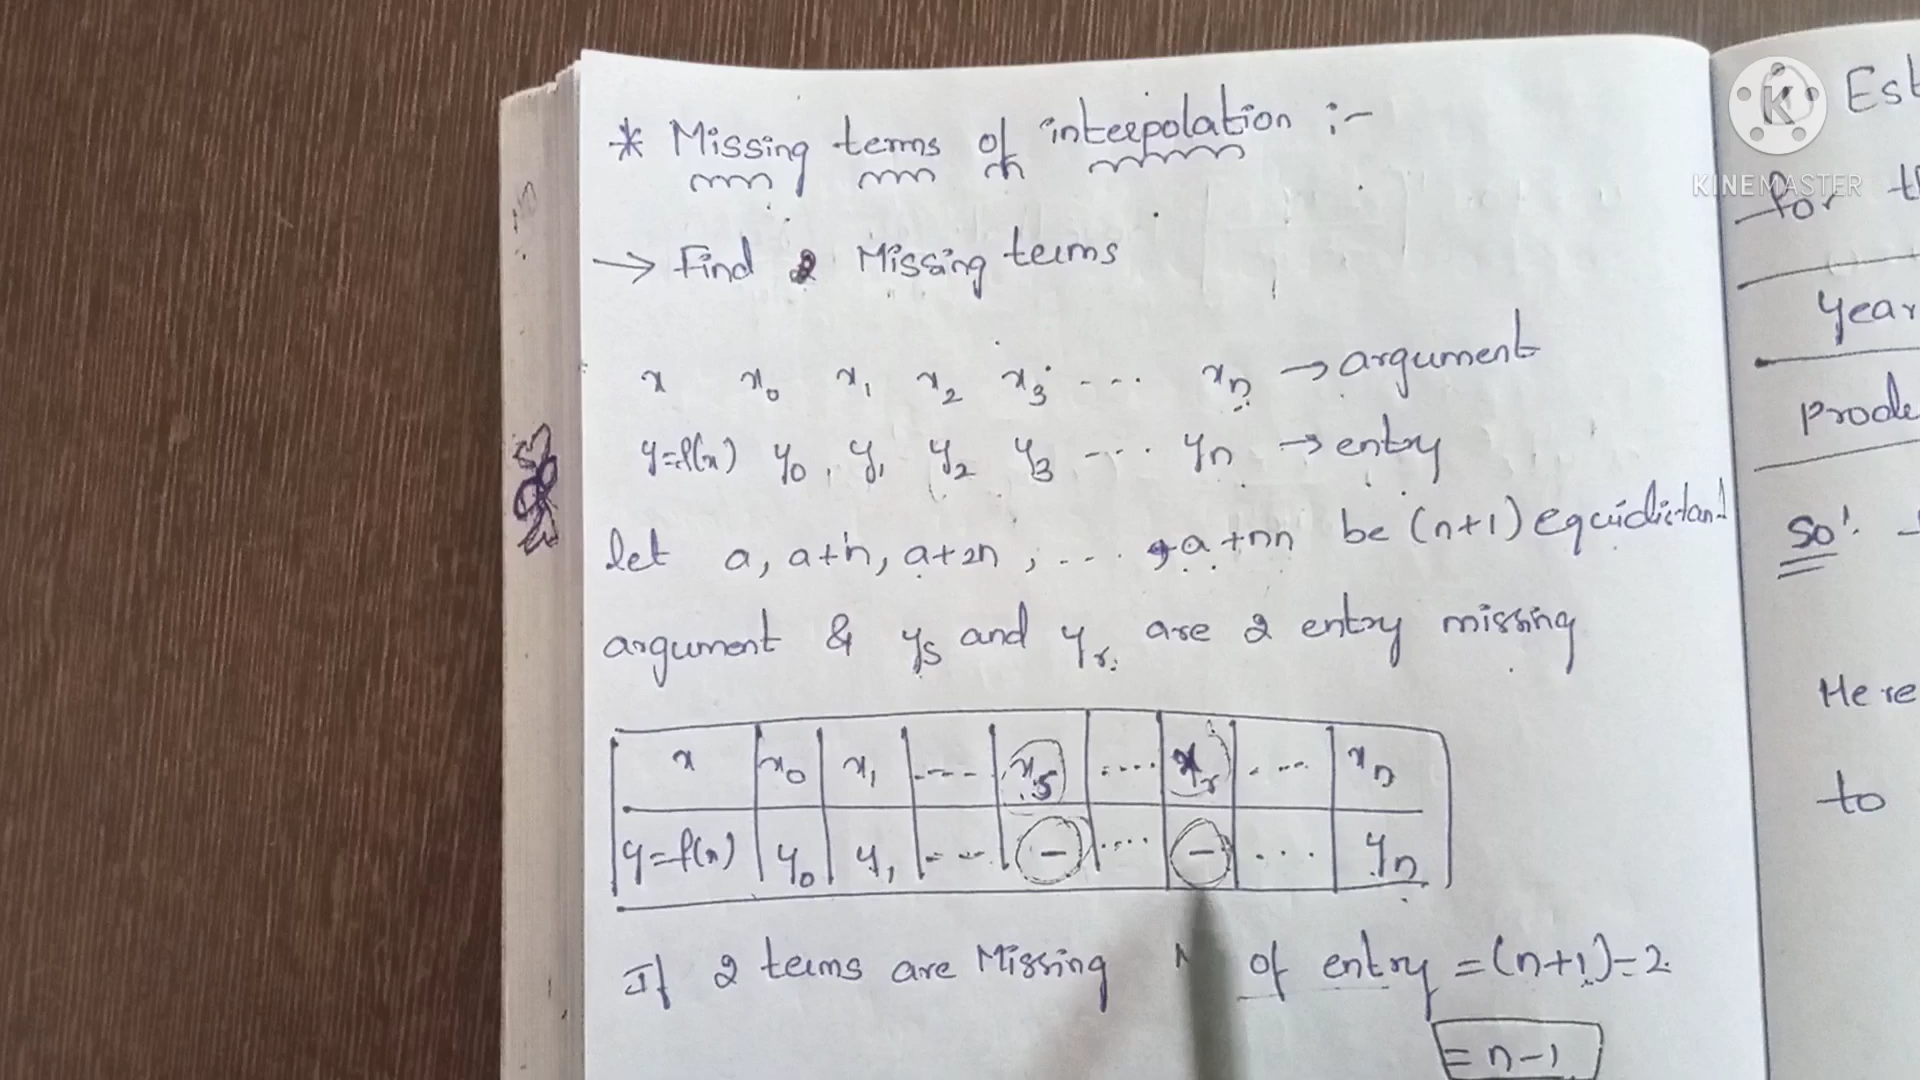 * Missing terms of interpolation :-
→ Find 2 Missing terms
x x₀ x₁ x₂ x₃ ---- xₙ → argument
y=f(x) y₀, y₁ y₂ y₃ ---- yₙ → entry
let a, a+h, a+2h, ... , a+nh be (n+1) equidictant
argument & yₛ and yᵣ are 2 entry missing
x x₀ x₁ ---- xₛ .... xᵣ .... xₙ
y=f(x) y₀ y₁ ---- − .... − ... yₙ
If 2 terms are Missing of entry = (n+1)-2
= n-1
Est
for th
Year
Prod
So'
Here
to
KINEMASTER